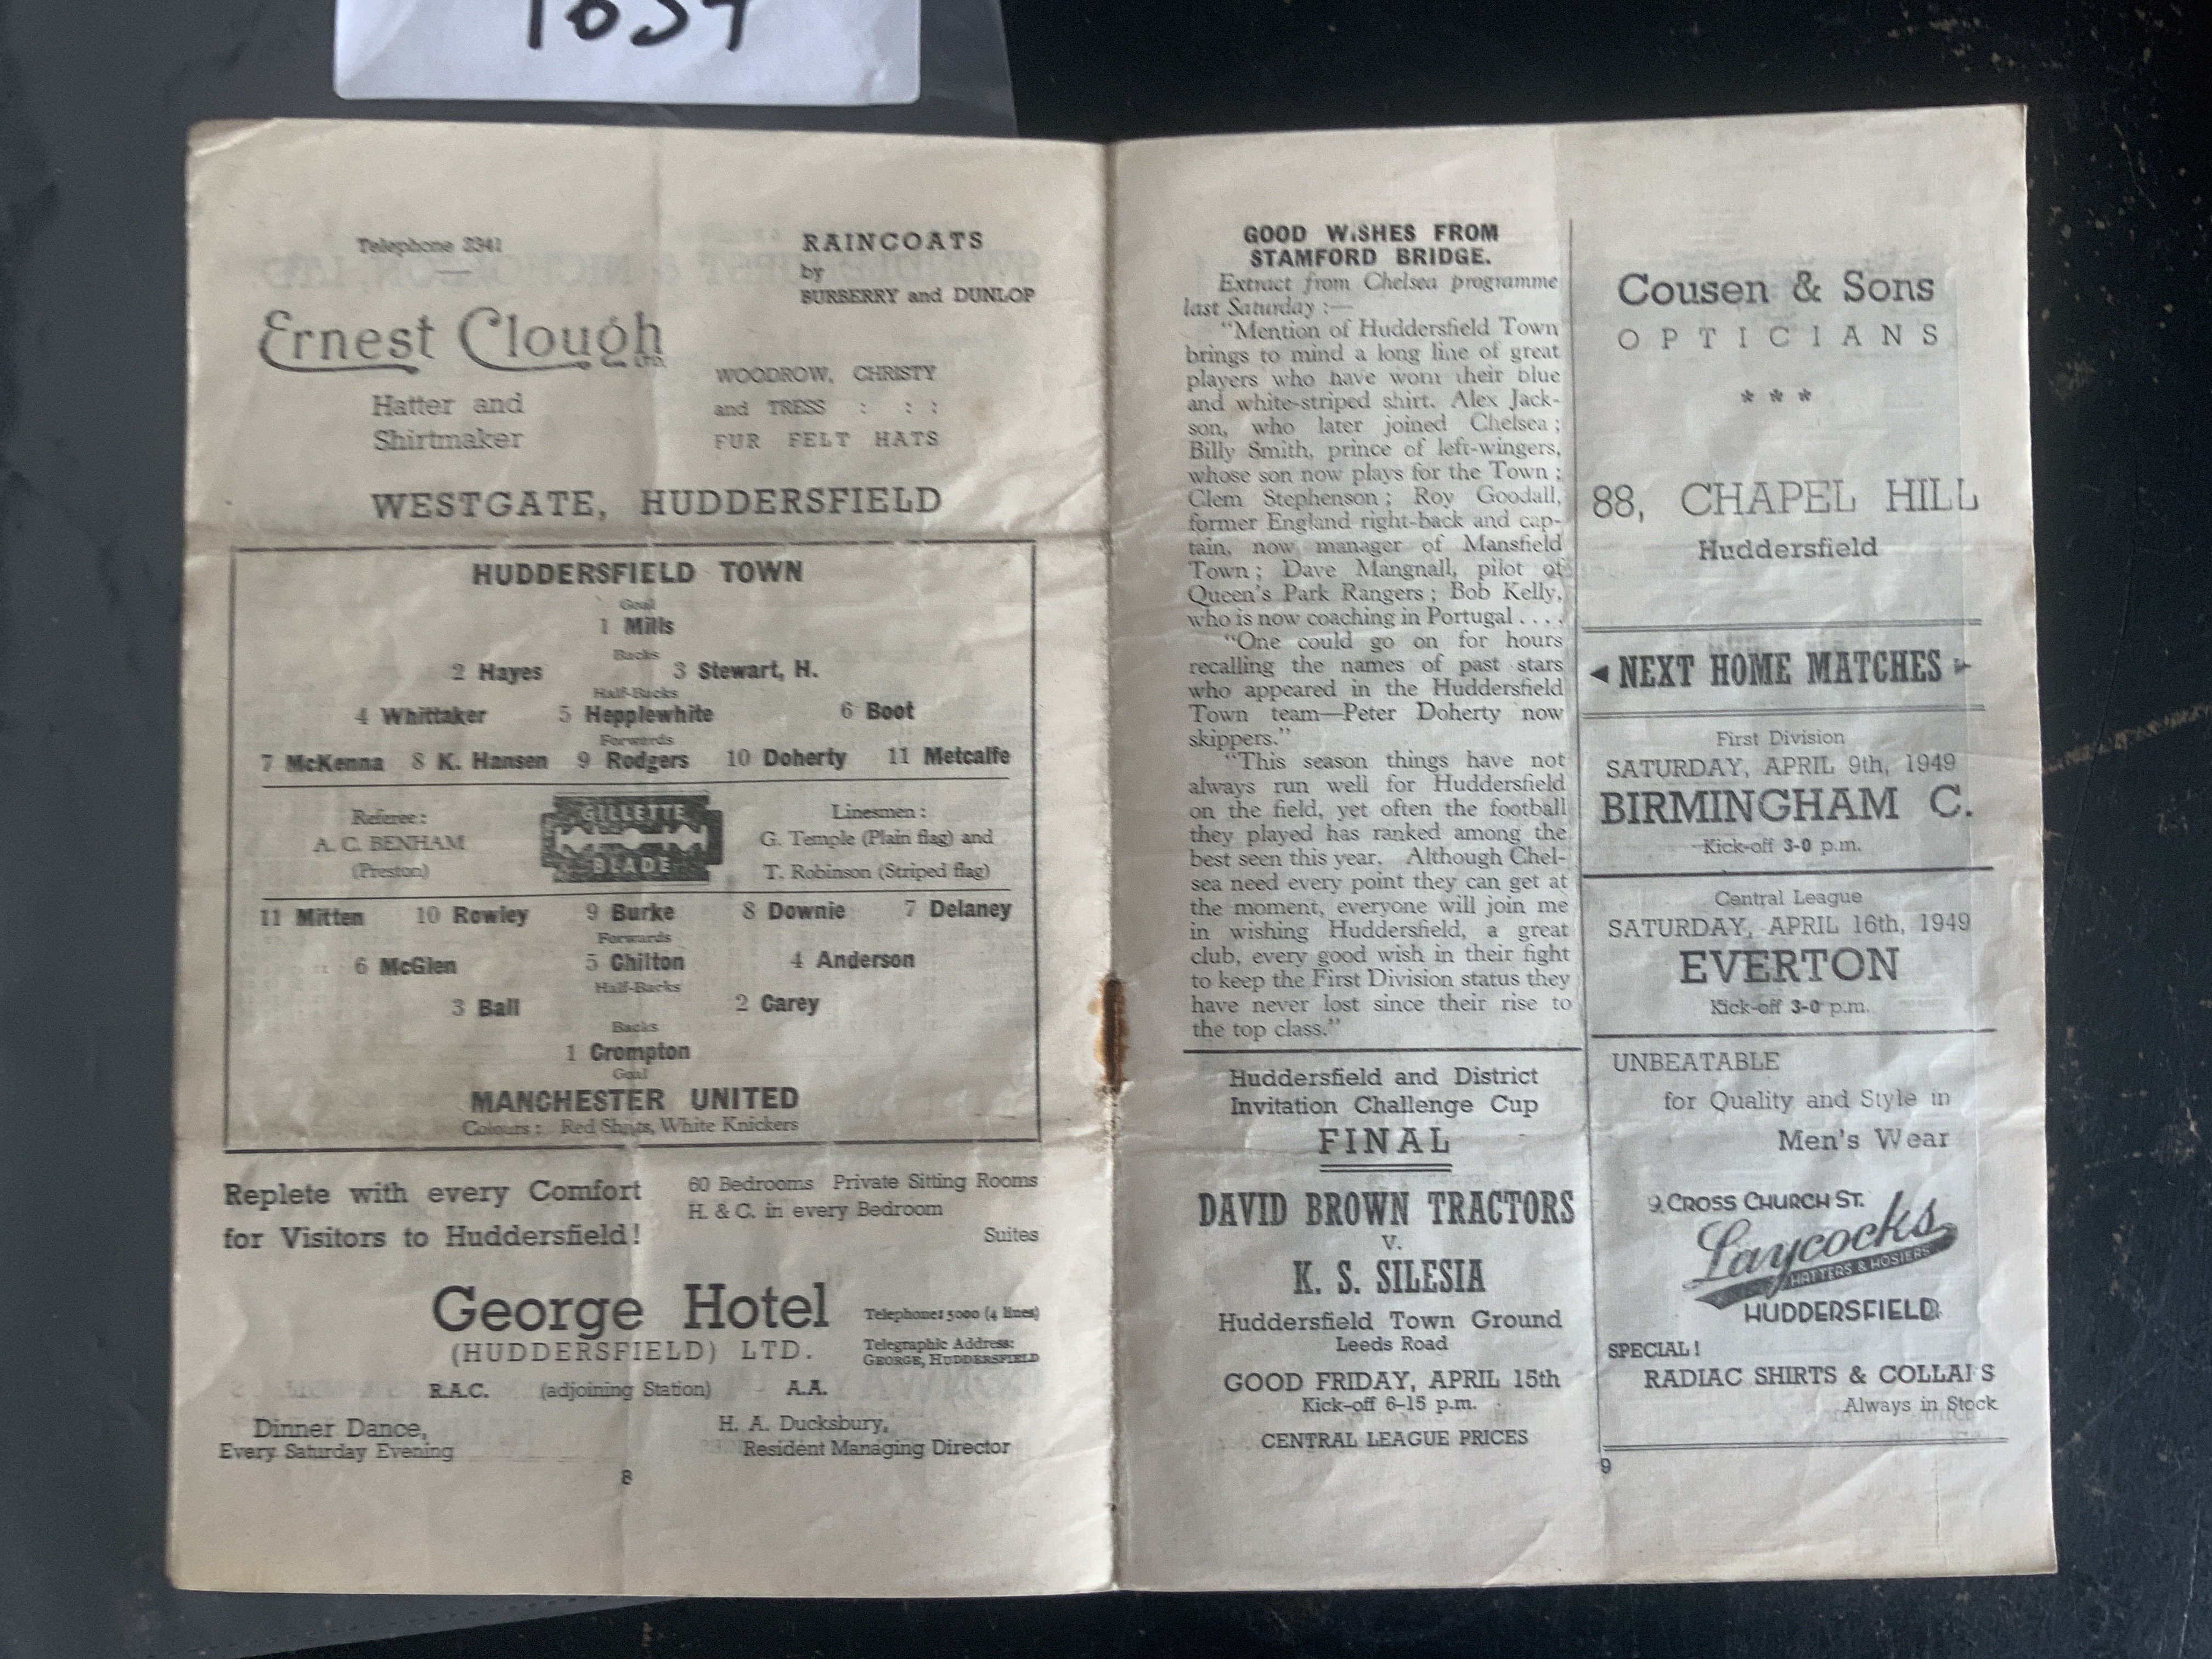 Telephone 2341
RAINCOATS
by
BURBERRY and DUNLOP
Ernest Clough LTD.
Hatter and
Shirtmaker
WOODROW, CHRISTY
and TRESS : : :
FUR FELT HATS
WESTGATE, HUDDERSFIELD
HUDDERSFIELD TOWN
Goal
1 Mills
Backs
2 Hayes 3 Stewart, H.
Half-Backs
4 Whittaker 5 Hepplewhite 6 Boot
Forwards
7 McKenna 8 K. Hansen 9 Rodgers 10 Doherty 11 Metcalfe
Referee:
A. C. BENHAM
(Preston)
GILLETTE
BLADE
Linesmen:
G. Temple (Plain flag) and
T. Robinson (Striped flag)
11 Mitten 10 Rowley 9 Burke 8 Downie 7 Delaney
Forwards
6 McGlen 5 Chilton 4 Anderson
Half-Backs
3 Ball 2 Carey
Backs
1 Crompton
Goal
MANCHESTER UNITED
Colours: Red Shirts, White Knickers
Replete with every Comfort
for Visitors to Huddersfield!
60 Bedrooms Private Sitting Rooms
H. & C. in every Bedroom
Suites
George Hotel
(HUDDERSFIELD) LTD.
Telephone: 5000 (4 lines)
Telegraphic Address:
GEORGE, HUDDERSFIELD
R.A.C. (adjoining Station) A.A.
Dinner Dance,
Every Saturday Evening
H. A. Ducksbury,
Resident Managing Director
8
GOOD WISHES FROM
STAMFORD BRIDGE.
Extract from Chelsea programme
last Saturday :—
"Mention of Huddersfield Town
brings to mind a long line of great
players who have worn their blue
and white-striped shirt. Alex Jack-
son, who later joined Chelsea;
Billy Smith, prince of left-wingers,
whose son now plays for the Town;
Clem Stephenson; Roy Goodall,
former England right-back and cap-
tain, now manager of Mansfield
Town; Dave Mangnall, pilot of
Queen's Park Rangers; Bob Kelly,
who is now coaching in Portugal . . . .
"One could go on for hours
recalling the names of past stars
who appeared in the Huddersfield
Town team—Peter Doherty now
skippers."
"This season things have not
always run well for Huddersfield
on the field, yet often the football
they played has ranked among the
best seen this year. Although Chel-
sea need every point they can get at
the moment, everyone will join me
in wishing Huddersfield, a great
club, every good wish in their fight
to keep the First Division status they
have never lost since their rise to
the top class."
Huddersfield and District
Invitation Challenge Cup
FINAL
DAVID BROWN TRACTORS
v.
K. S. SILESIA
Huddersfield Town Ground
Leeds Road
GOOD FRIDAY, APRIL 15th
Kick-off 6-15 p.m.
CENTRAL LEAGUE PRICES
Cousen & Sons
OPTICIANS
* * *
88, CHAPEL HILL
Huddersfield
NEXT HOME MATCHES
First Division
SATURDAY, APRIL 9th, 1949
BIRMINGHAM C.
Kick-off 3-0 p.m.
Central League
SATURDAY, APRIL 16th, 1949
EVERTON
Kick-off 3-0 p.m.
UNBEATABLE
for Quality and Style in
Men's Wear
9, CROSS CHURCH ST.
Laycocks
HATTERS & HOSIERS
HUDDERSFIELD
SPECIAL!
RADIAC SHIRTS & COLLARS
Always in Stock
9